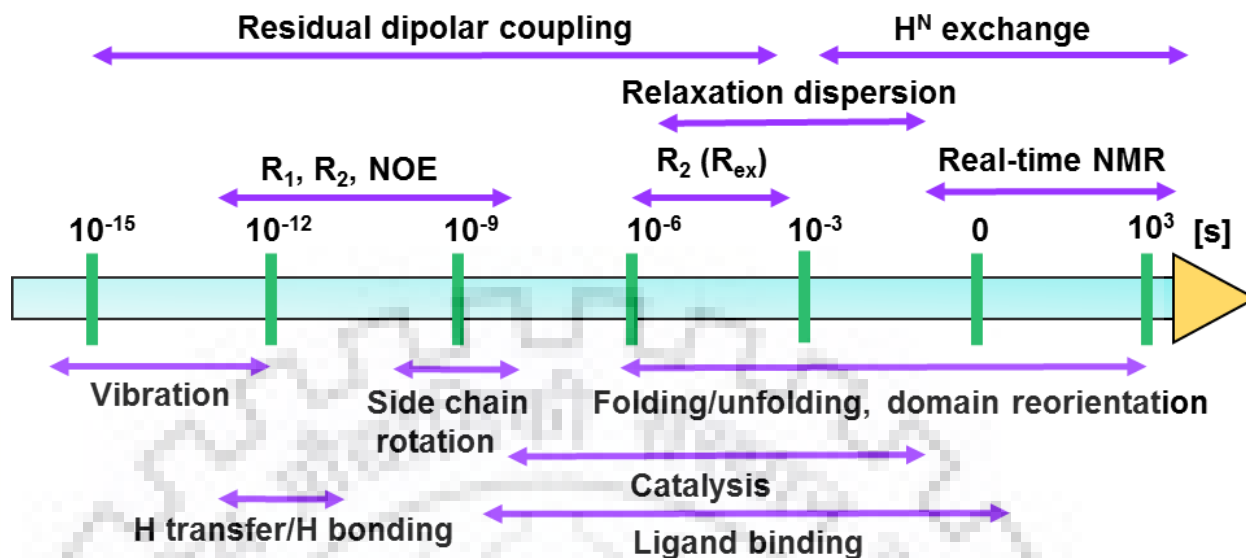 Residual dipolar coupling
Hᴺ exchange
Relaxation dispersion
R₁, R₂, NOE
R₂ (Rₑₓ)
Real-time NMR
10⁻¹⁵ 10⁻¹² 10⁻⁹ 10⁻⁶ 10⁻³ 0 10³ [s]
Vibration
Side chain
rotation
Folding/unfolding, domain reorientation
Catalysis
H transfer/H bonding
Ligand binding